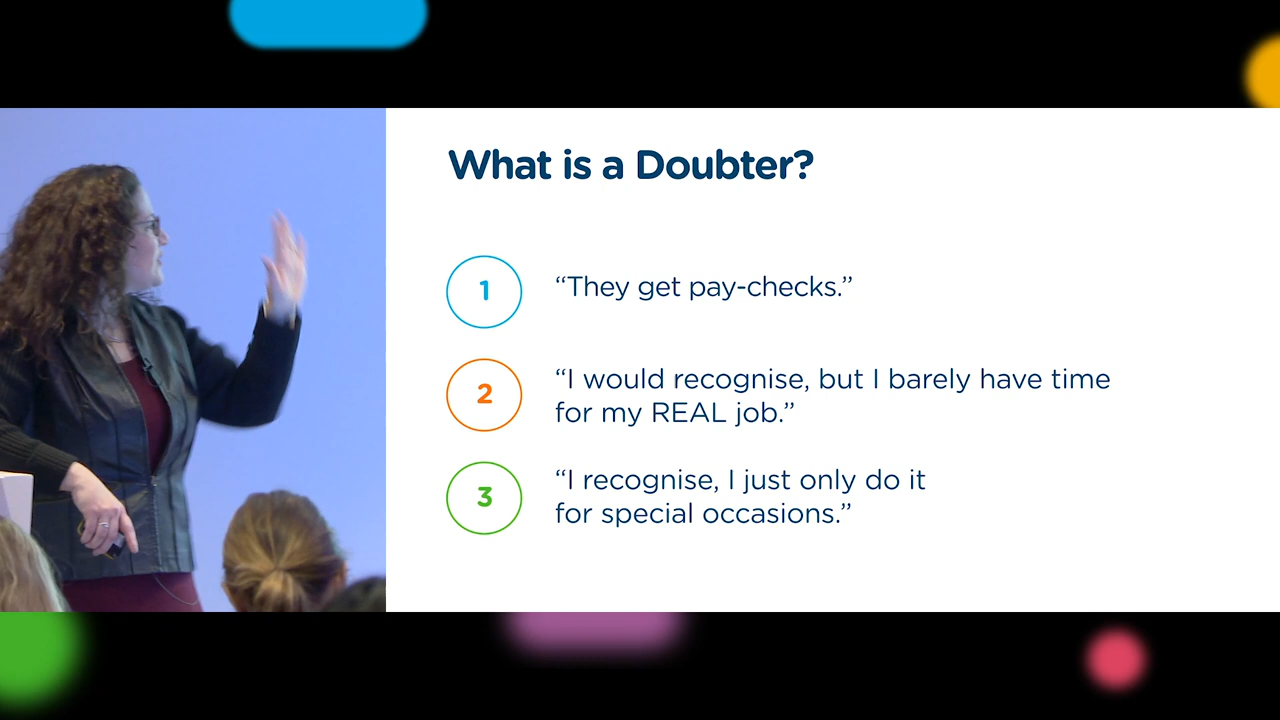 What is a Doubter?
1
“They get pay-checks.”
2
“I would recognise, but I barely have time
for my REAL job.”
3
“I recognise, I just only do it
for special occasions.”